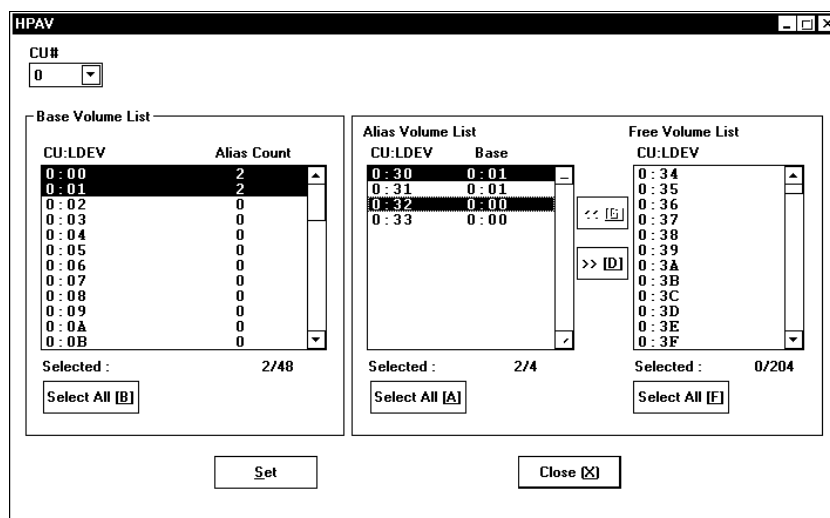 HPAV
CU#
0
Base Volume List
CU:LDEV Alias Count
0:00 2
0:01 2
0:02 0
0:03 0
0:04 0
0:05 0
0:06 0
0:07 0
0:08 0
0:09 0
0:0A 0
0:0B 0
Selected : 2/48
Select All [B]
Alias Volume List
CU:LDEV Base
0:30 0:01
0:31 0:01
0:32 0:00
0:33 0:00
Selected : 2/4
Select All [A]
<< [G]
>> [D]
Free Volume List
CU:LDEV
0:34
0:35
0:36
0:37
0:38
0:39
0:3A
0:3B
0:3C
0:3D
0:3E
0:3F
Selected : 0/204
Select All [F]
Set
Close (X)